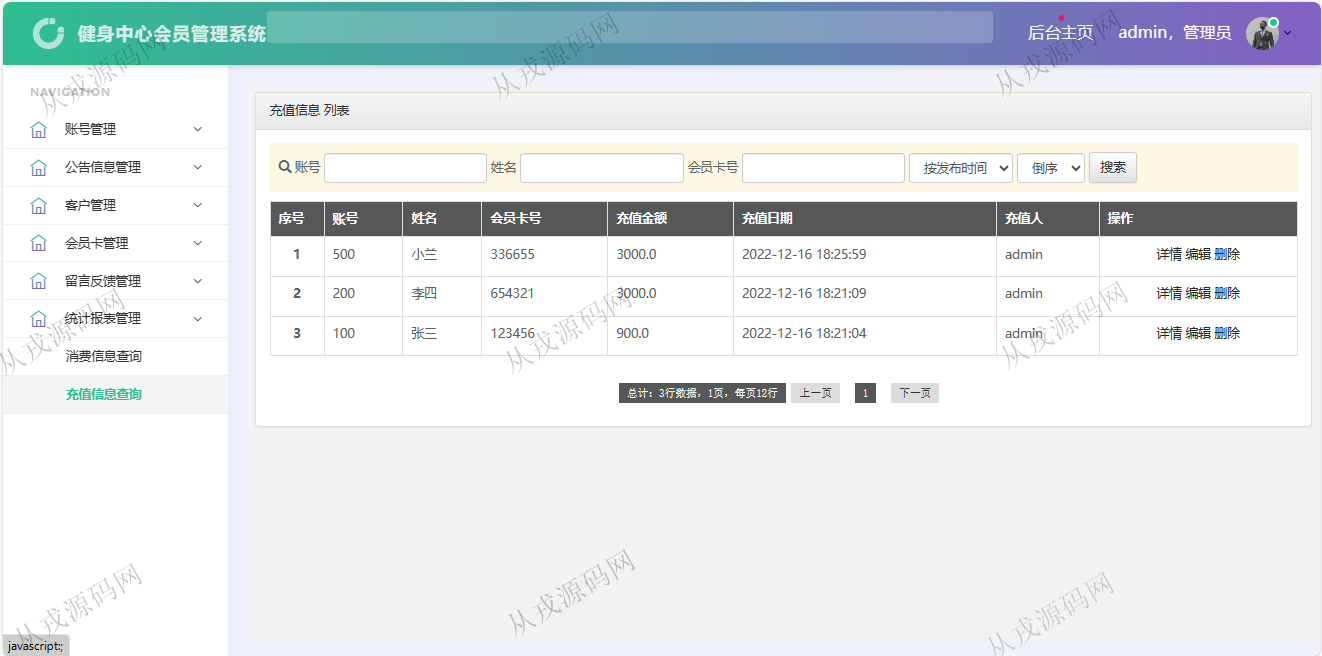 健身中心会员管理系统
后台主页 admin，管理员
NAVIGATION
账号管理
公告信息管理
客户管理
会员卡管理
留言反馈管理
统计报表管理
消费信息查询
充值信息查询
充值信息 列表
账号 姓名 会员卡号 按发布时间 倒序 搜索
序号 账号 姓名 会员卡号 充值金额 充值日期 充值人 操作
1 500 小兰 336655 3000.0 2022-12-16 18:25:59 admin 详情 编辑 删除
2 200 李四 654321 3000.0 2022-12-16 18:21:09 admin 详情 编辑 删除
3 100 张三 123456 900.0 2022-12-16 18:21:04 admin 详情 编辑 删除
总计：3行数据，1页，每页12行 上一页 1 下一页
javascript:;
从戎源码网
从戎源码网
从戎源码网
从戎源码网
从戎源码网
从戎源码网
从戎源码网
从戎源码网
从戎源码网